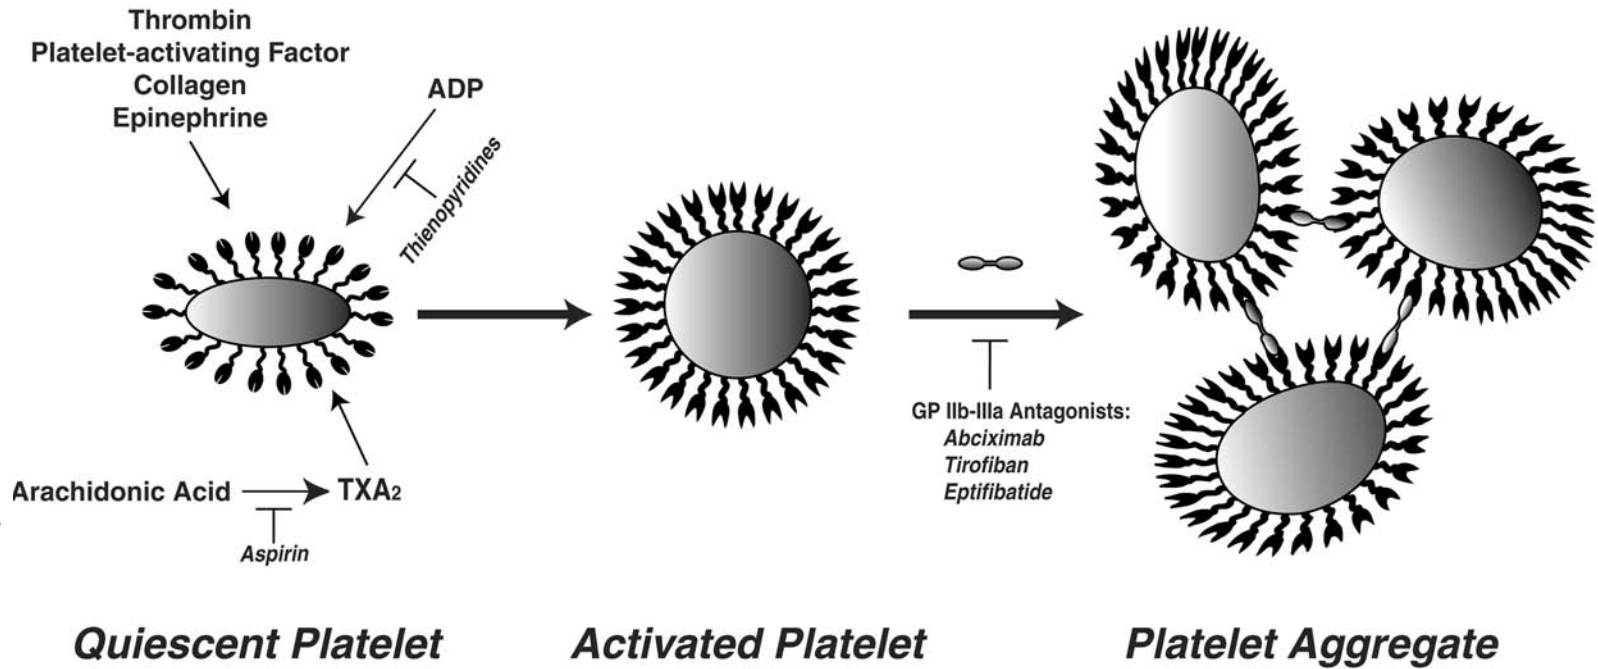 Thrombin
Platelet-activating Factor
Collagen
Epinephrine
ADP
Thienopyridines
Arachidonic Acid
TXA2
Aspirin
GP IIb-IIIa Antagonists:
Abciximab
Tirofiban
Eptifibatide
Quiescent Platelet
Activated Platelet
Platelet Aggregate